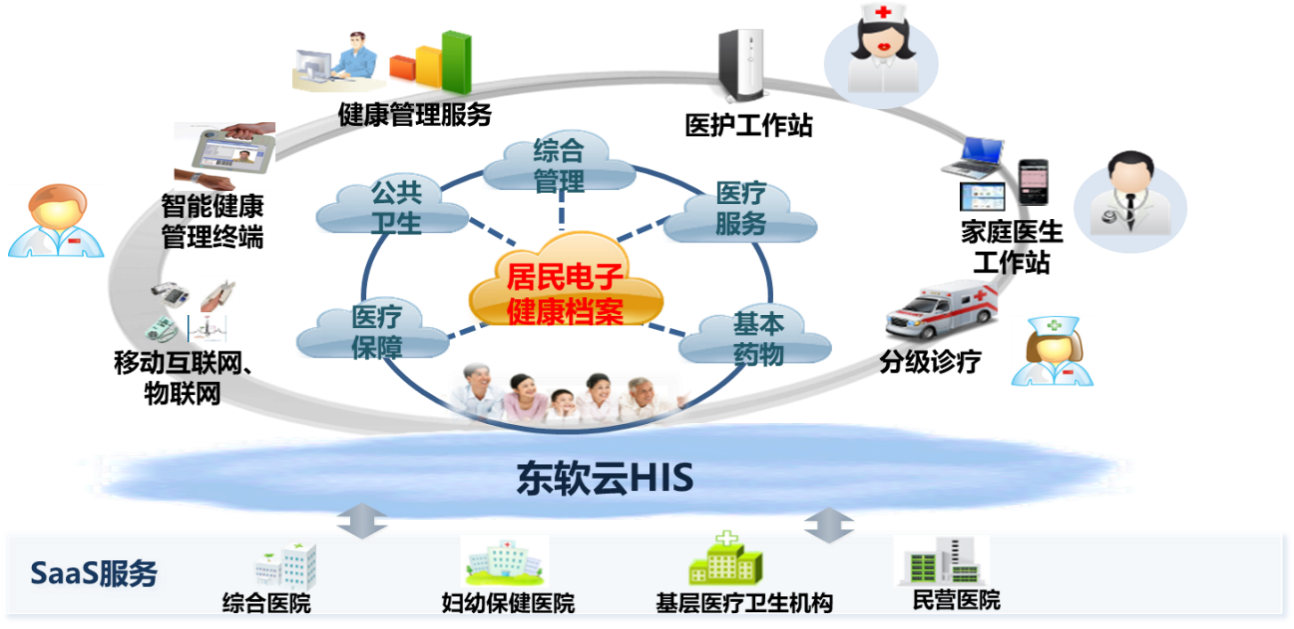 健康管理服务
医护工作站
智能健康
管理终端
综合
管理
公共
卫生
医疗
服务
家庭医生
工作站
居民电子
健康档案
医疗
保障
基本
药物
移动互联网、
物联网
分级诊疗
东软云HIS
SaaS服务
综合医院
妇幼保健医院
基层医疗卫生机构
民营医院